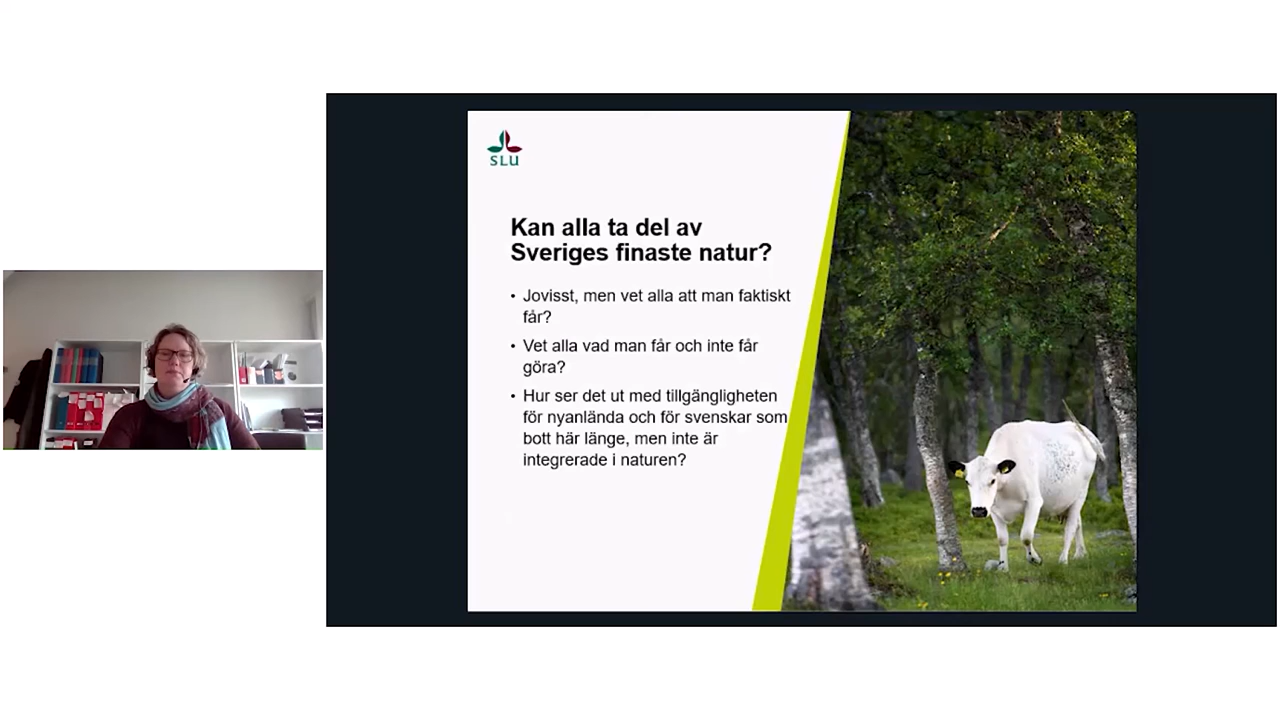 SLU
Kan alla ta del av
Sveriges finaste natur?
• Jovisst, men vet alla att man faktiskt
får?
• Vet alla vad man får och inte får
göra?
• Hur ser det ut med tillgängligheten
för nyanlända och för svenskar som
bott här länge, men inte är
integrerade i naturen?